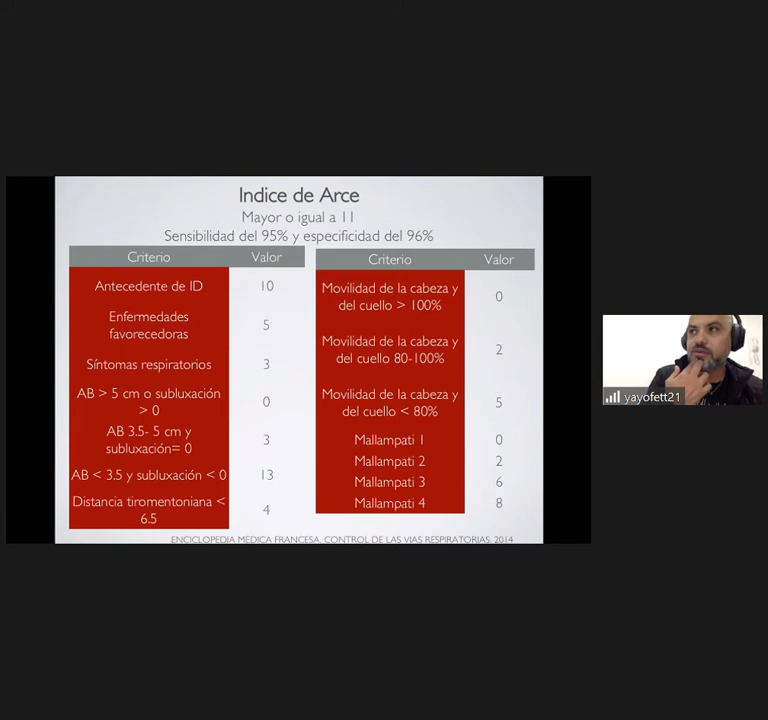 Indice de Arce
Mayor o igual a 11
Sensibilidad del 95% y especificidad del 96%
Criterio Valor
Antecedente de ID 10
Enfermedades
favorecedoras 5
Síntomas respiratorios 3
AB > 5 cm o subluxación
> 0 0
AB 3.5- 5 cm y
subluxación= 0 3
AB < 3.5 y subluxación < 0 13
Distancia tiromentoniana <
6.5 4
Criterio Valor
Movilidad de la cabeza y
del cuello > 100% 0
Movilidad de la cabeza y
del cuello 80-100% 2
Movilidad de la cabeza y
del cuello < 80% 5
Mallampati 1 0
Mallampati 2 2
Mallampati 3 6
Mallampati 4 8
ENCICLOPEDIA MEDICA FRANCESA, CONTROL DE LAS VIAS RESPIRATORIAS, 2014
yayofett21